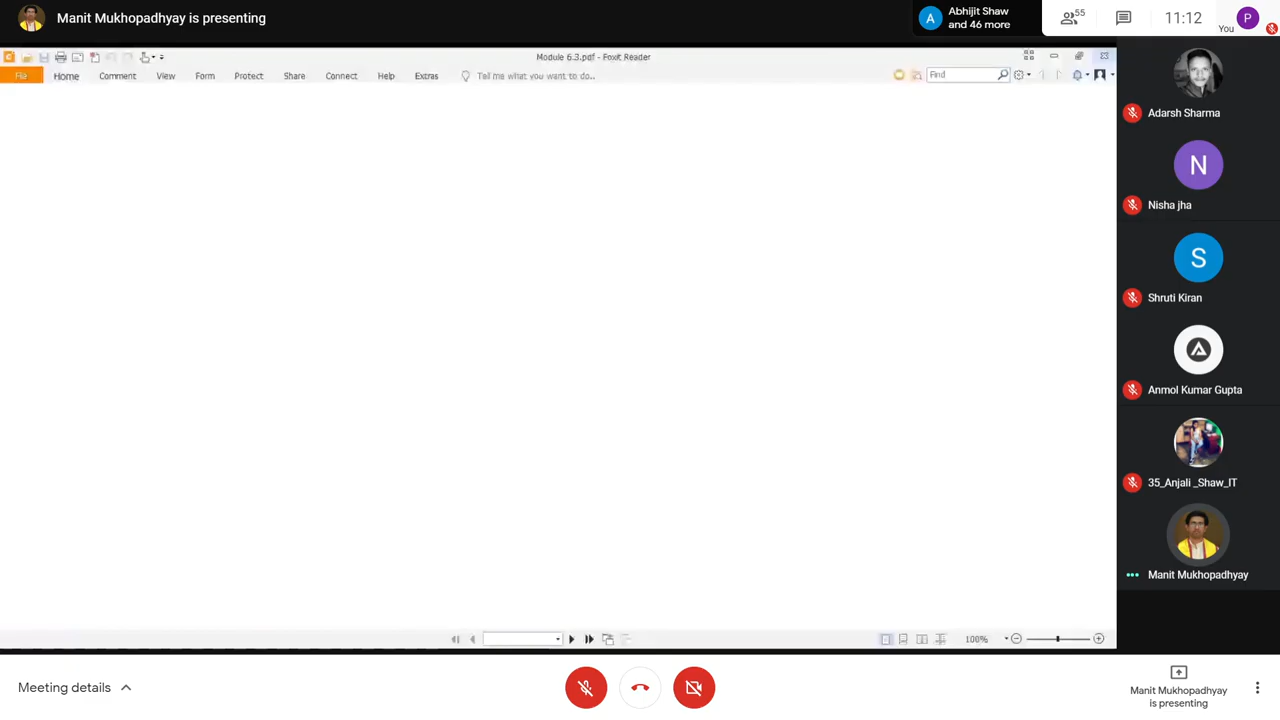 Manit Mukhopadhyay is presenting
A
Abhijit Shaw
and 46 more
55
11:12
P
You
Module 6.3.pdf - Foxit Reader
File
Home
Comment
View
Form
Protect
Share
Connect
Help
Extras
Tell me what you want to do..
Find
Adarsh Sharma
N
Nisha jha
S
Shruti Kiran
Anmol Kumar Gupta
35_Anjali _Shaw_IT
Manit Mukhopadhyay
100%
Meeting details
Manit Mukhopadhyay
is presenting